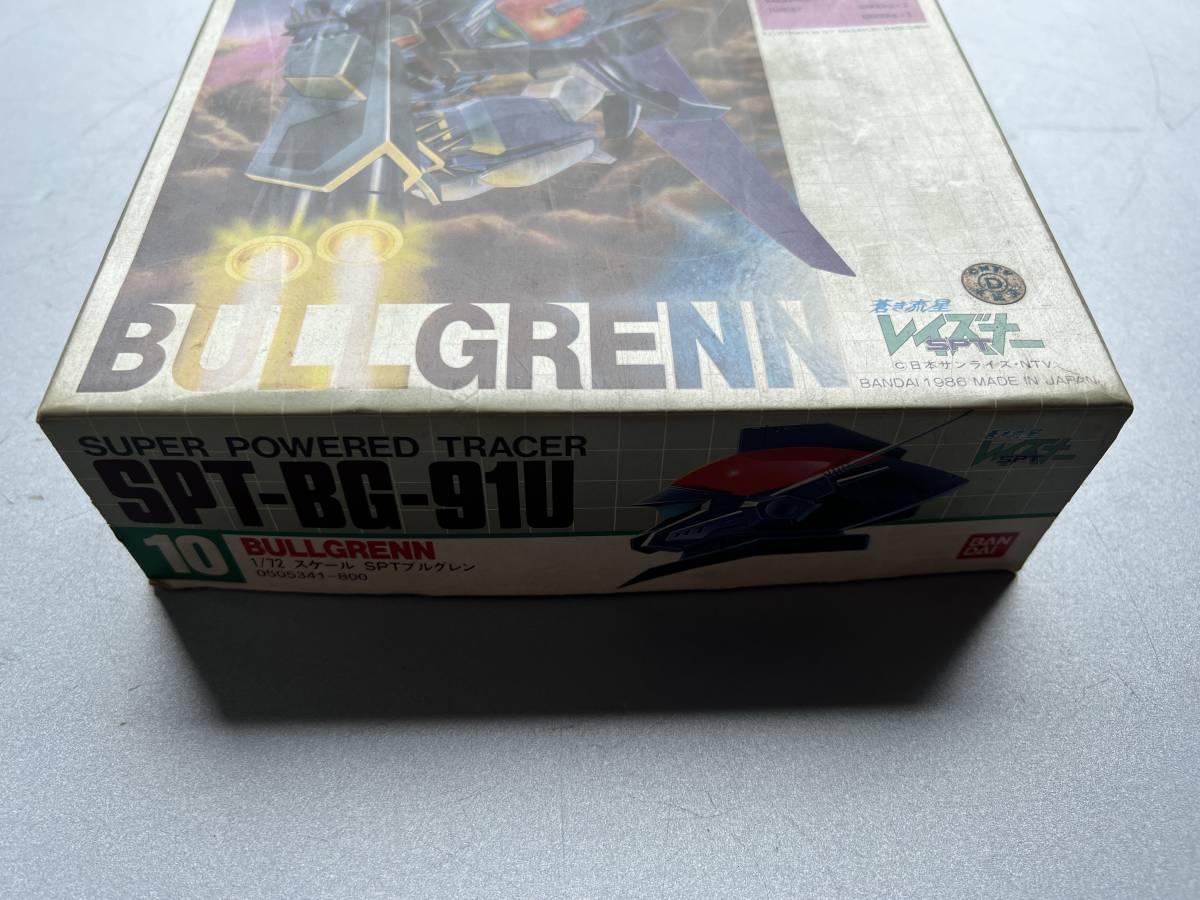 BULLGRENN
D
蒼き流星
レイズナー
SPT
©日本サンライズ・NTV
BANDAI 1986 MADE IN JAPAN
SUPER POWERED TRACER
SPT-BG-91U
10
BULLGRENN
1/72 スケール SPTブルグレン
0505341-800
蒼き流星
レイズナー
SPT
BAN
DAI